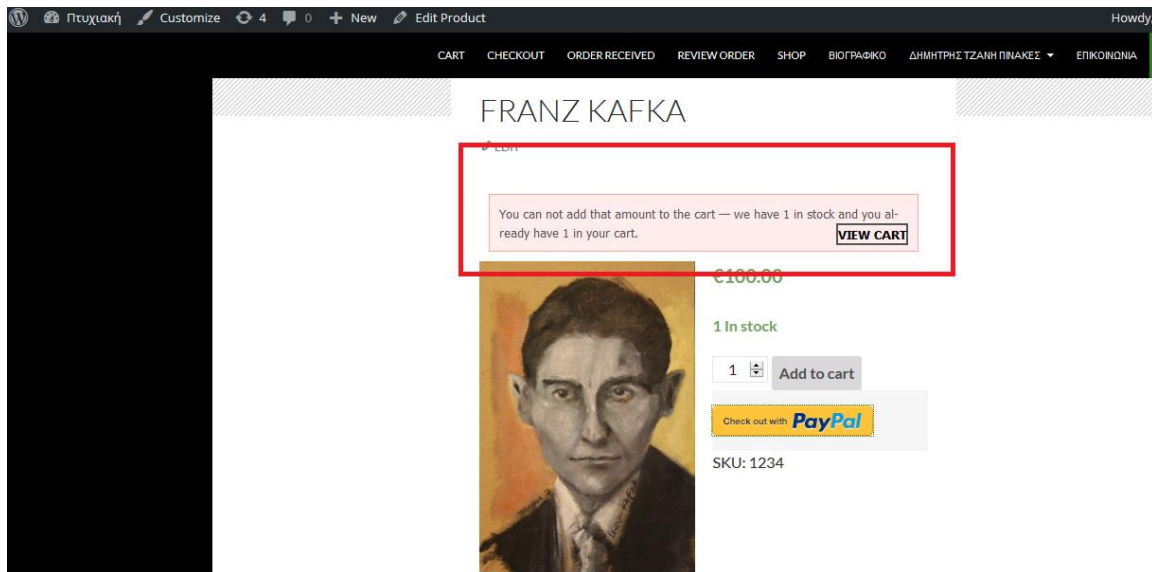 Πτυχιακή Customize 4 0 + New Edit Product Howdy,
CART CHECKOUT ORDER RECEIVED REVIEW ORDER SHOP ΒΙΟΓΡΑΦΙΚΟ ΔΗΜΗΤΡΗΣ ΤΖΑΝΗ ΠΙΝΑΚΕΣ ΕΠΙΚΟΙΝΩΝΙΑ
FRANZ KAFKA
EDIT
You can not add that amount to the cart — we have 1 in stock and you al-
ready have 1 in your cart. VIEW CART
€100.00
1 In stock
1 Add to cart
Check out with PayPal
SKU: 1234